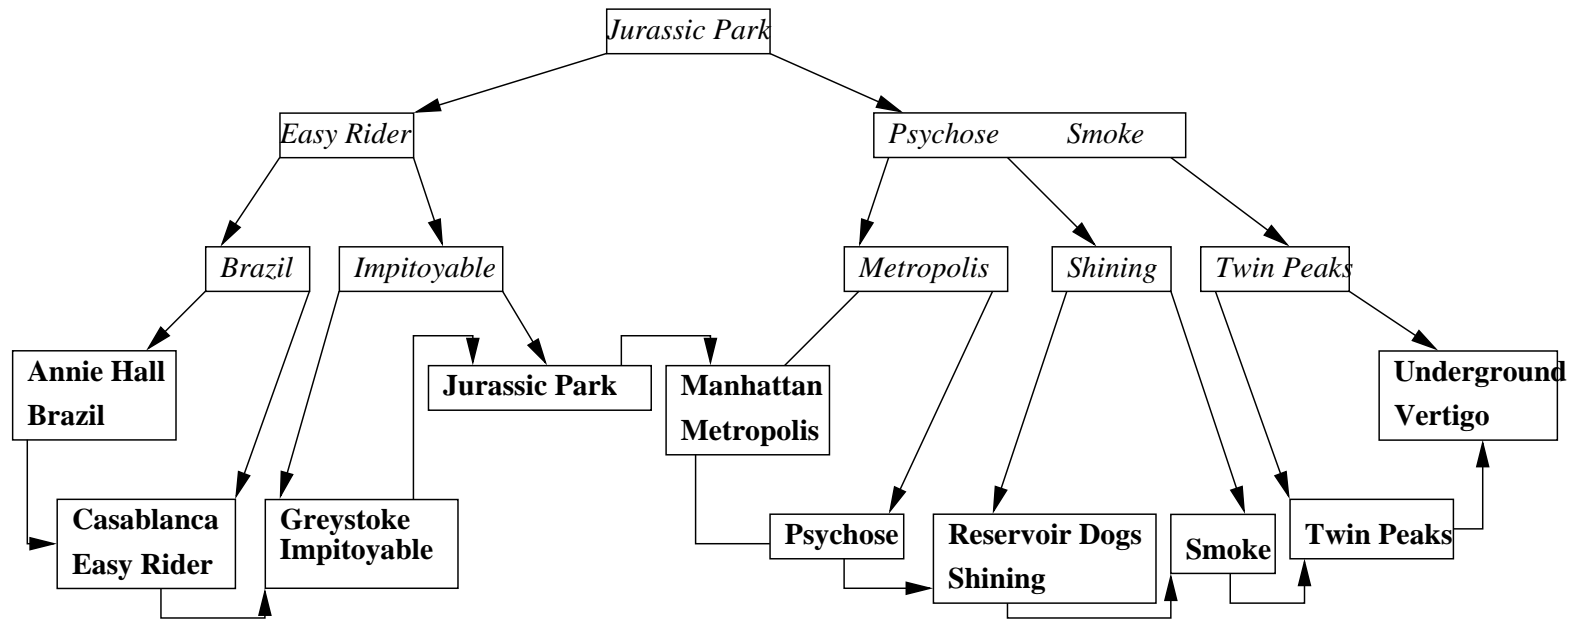 Jurassic Park
Easy Rider
Psychose Smoke
Brazil
Impitoyable
Metropolis
Shining
Twin Peaks
Annie Hall
Brazil
Jurassic Park
Manhattan
Metropolis
Underground
Vertigo
Casablanca
Easy Rider
Greystoke
Impitoyable
Psychose
Reservoir Dogs
Shining
Smoke
Twin Peaks